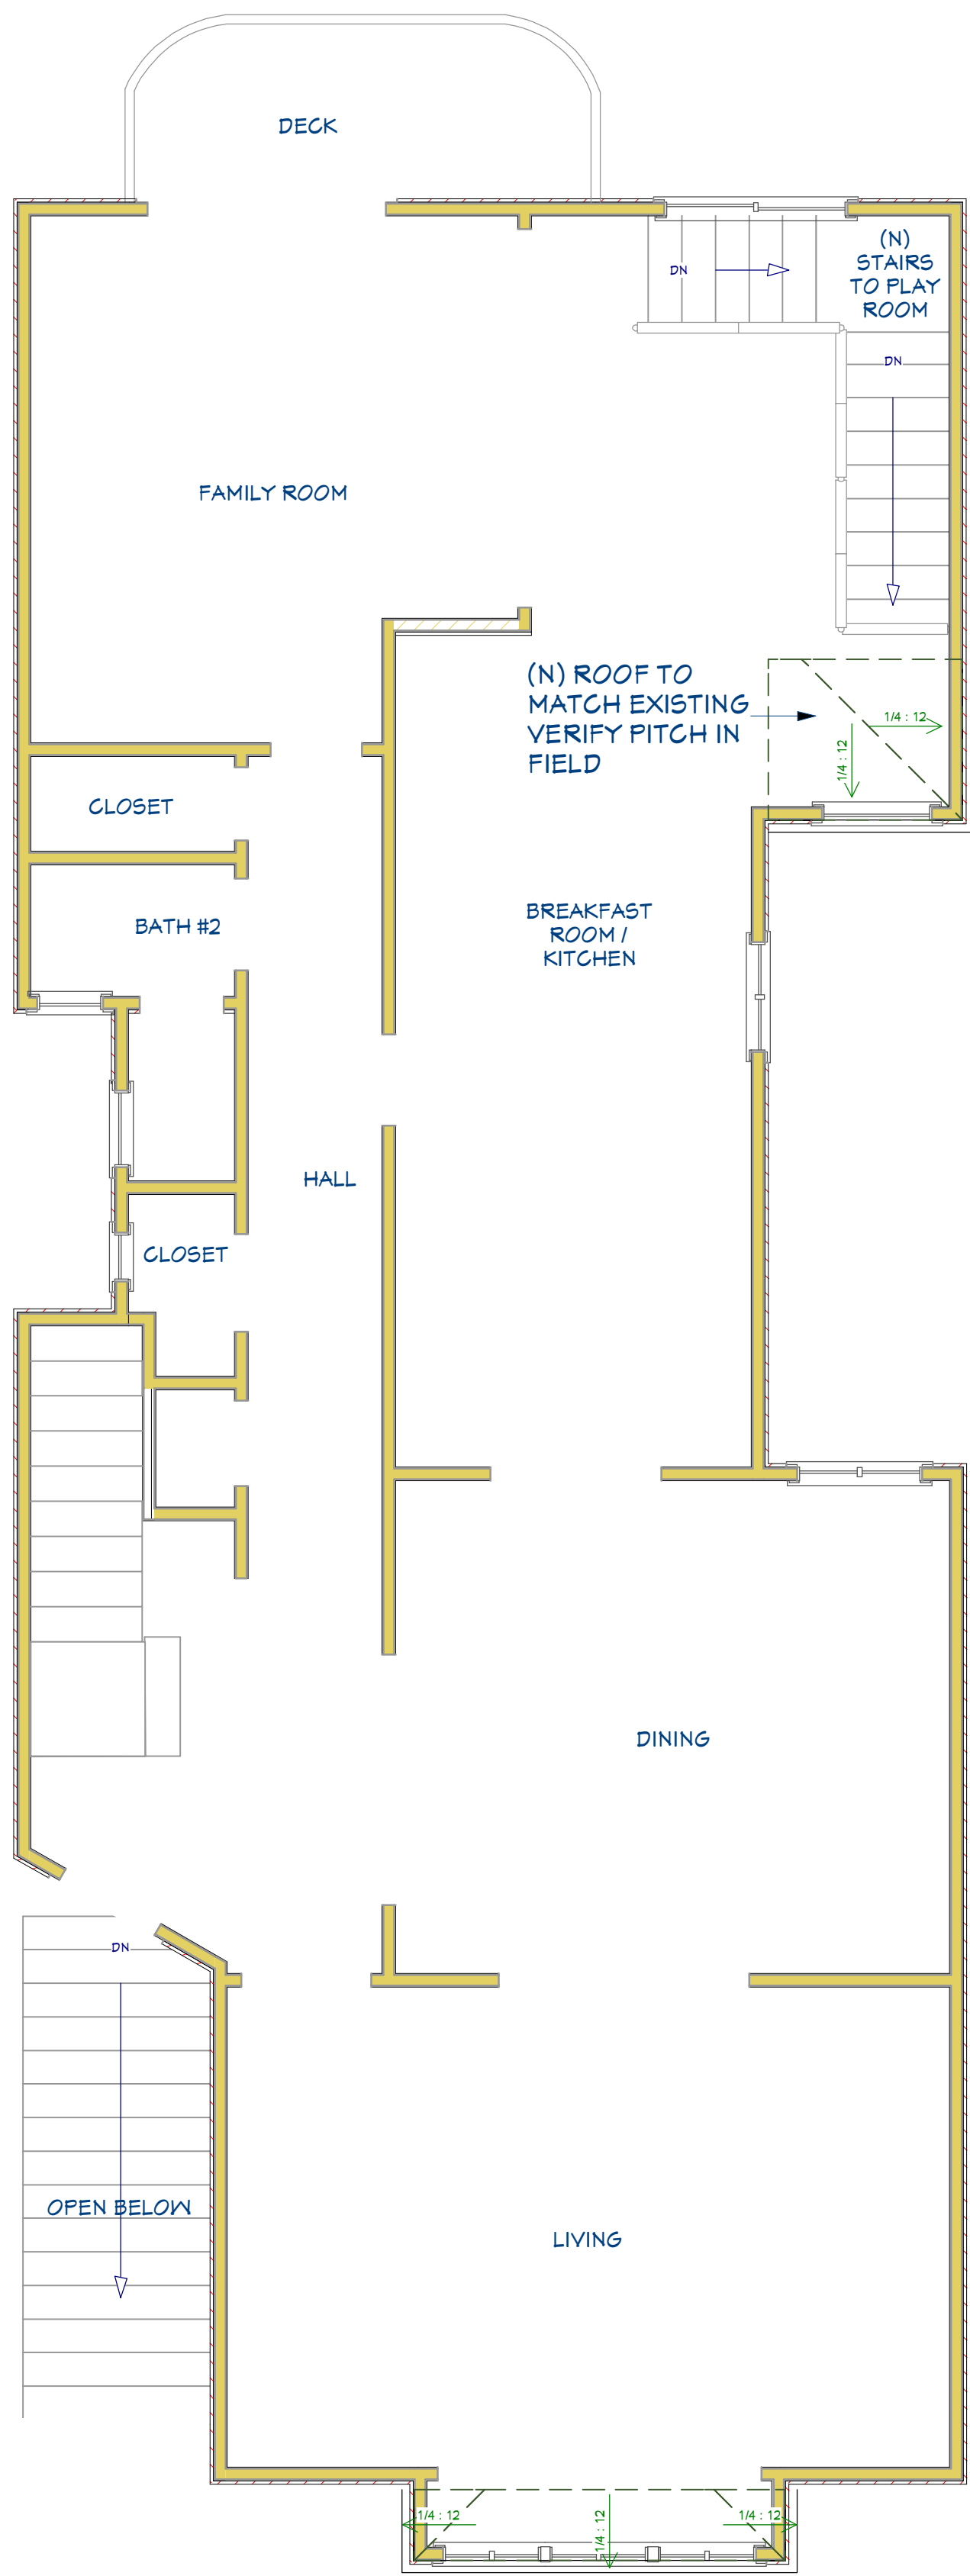 DECK
(N)
STAIRS
TO PLAY
ROOM
DN
DN
FAMILY ROOM
(N) ROOF TO
MATCH EXISTING
VERIFY PITCH IN
FIELD
1/4 : 12
1/4 : 12
CLOSET
BATH #2
BREAKFAST
ROOM /
KITCHEN
HALL
CLOSET
DINING
DN
OPEN BELOW
LIVING
1/4 : 12
1/4 : 12
1/4 : 12